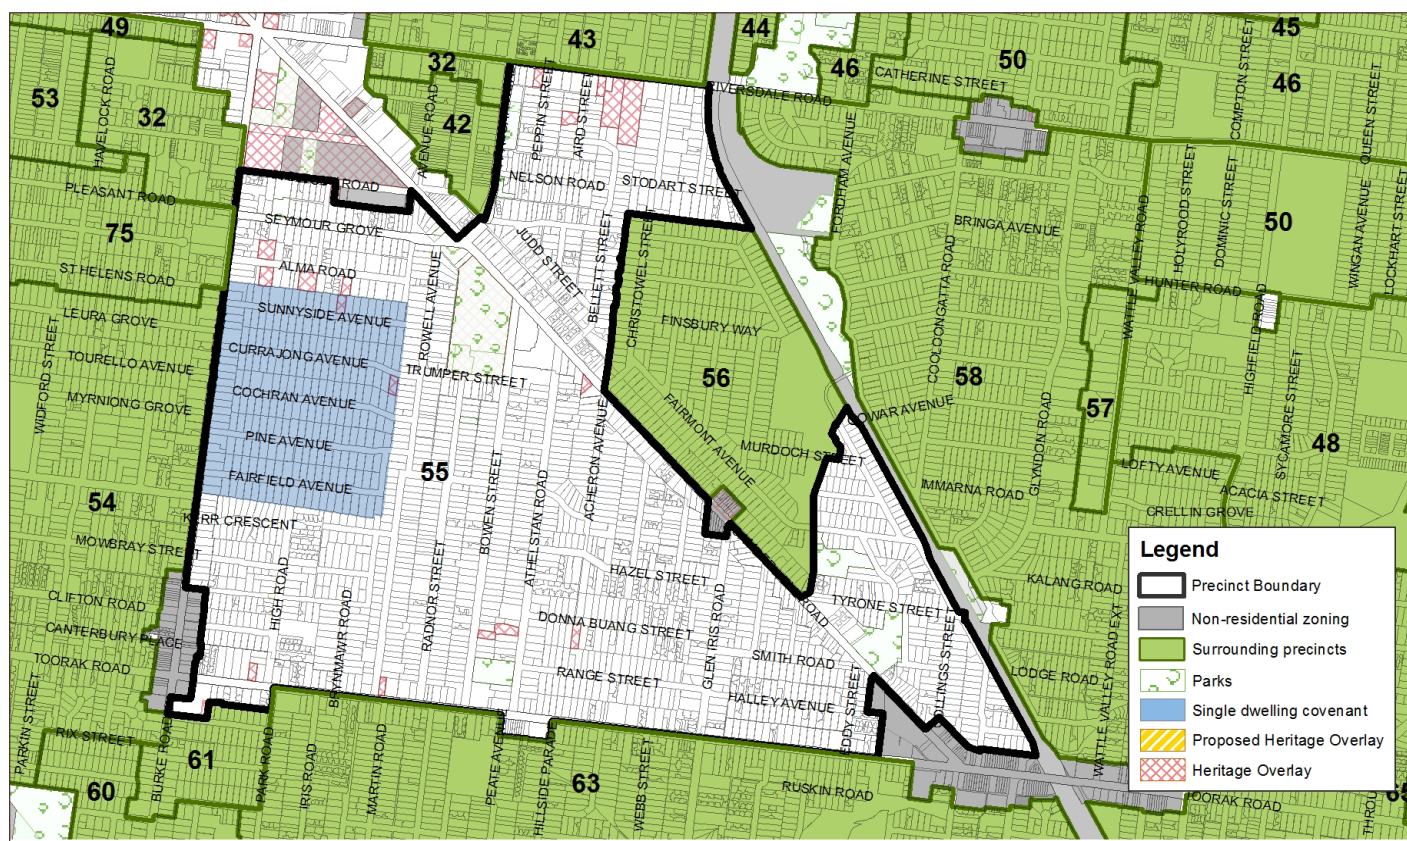 49
43
44
45
32
46
50
CATHERINE STREET
46
COMPTON STREET
QUEEN STREET
53
HAVELOCK ROAD
32
AVENUE ROAD
42
PEPPIN STREET
AIRD STREET
RIVERSDALE ROAD
PLEASANT ROAD
ROAD
NELSON ROAD
STODART STREET
FORDHAM AVENUE
HOLYROOD STREET
DOMINIC STREET
75
SEYMOUR GROVE
JUDD STREET
BELLETT STREET
CHRISTOWEL STREET
BRINGA AVENUE
WATTLE VALLEY ROAD
50
WINGAN AVENUE
LOCKHART STREET
ST HELENS ROAD
ALMA ROAD
HUNTER ROAD
LEURA GROVE
SUNNYSIDE AVENUE
ROWELL AVENUE
FINSBURY WAY
COOLONGATTA ROAD
HIGHFIELD ROAD
WIDFORD STREET
TOURELLO AVENUE
CURRAJONG AVENUE
TRUMPER STREET
56
58
MYRNIONG GROVE
COCHRAN AVENUE
FAIRMONT AVENUE
GOWAR AVENUE
57
SYCAMORE STREET
PINE AVENUE
ACHERON AVENUE
MURDOCH STREET
GLYNDON ROAD
48
55
BOWEN STREET
ATHELSTAN ROAD
LOFTY AVENUE
54
FAIRFIELD AVENUE
IMMARNA ROAD
ACACIA STREET
KERR CRESCENT
CRELLIN GROVE
MOWBRAY STREET
HIGH ROAD
BRYNMAWR ROAD
RADNOR STREET
HAZEL STREET
KALANG ROAD
CLIFTON ROAD
GLEN IRIS ROAD
ROAD
TYRONE STREET
CANTERBURY PLACE
DONNA BUANG STREET
TOORAK ROAD
SMITH ROAD
RANGE STREET
LODGE ROAD
WATTLE VALLEY ROAD EXT
PARKIN STREET
HALLEY AVENUE
EDDY STREET
OLLINGS STREET
RIX STREET
BURKE ROAD
61
PARK ROAD
IRIS ROAD
MARTIN ROAD
PEATE AVENUE
HILLSIDE PARADE
63
WEBB STREET
60
RUSKIN ROAD
OORAK ROAD
THROU
65
Legend
Precinct Boundary
Non-residential zoning
Surrounding precincts
Parks
Single dwelling covenant
Proposed Heritage Overlay
Heritage Overlay